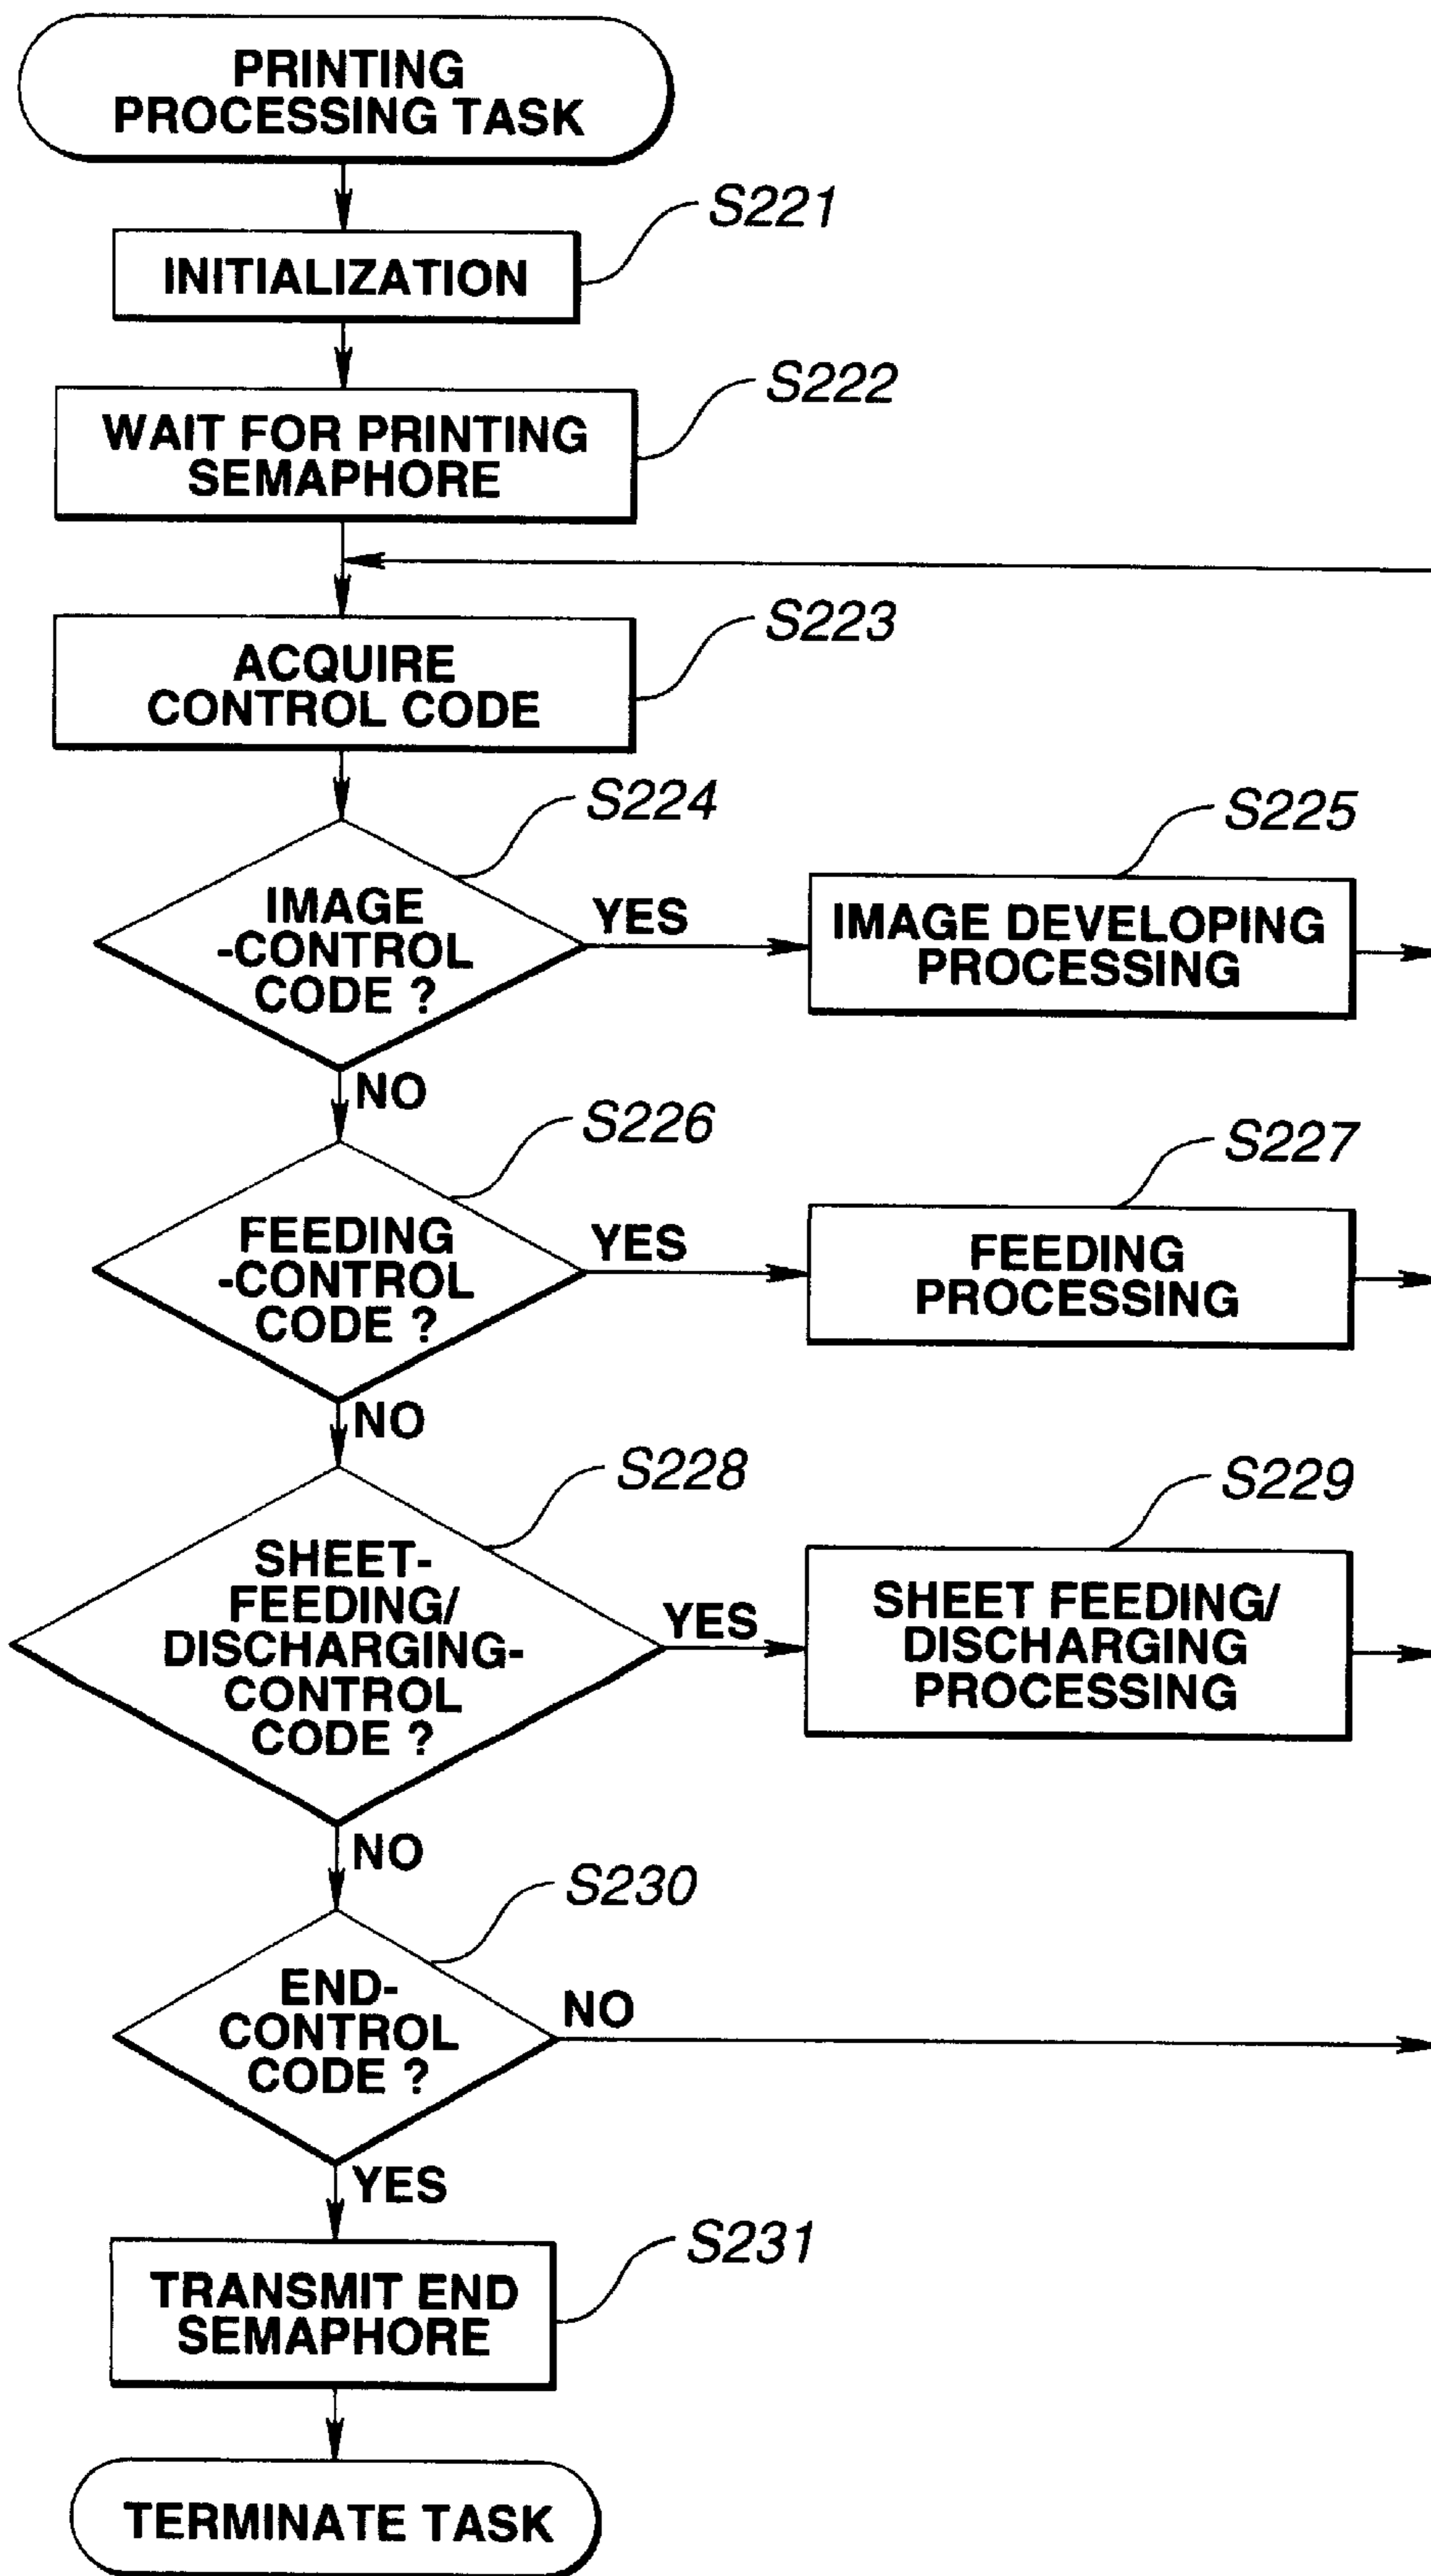 PRINTING
PROCESSING TASK
S221
INITIALIZATION
S222
WAIT FOR PRINTING
SEMAPHORE
S223
ACQUIRE
CONTROL CODE
S224
IMAGE
-CONTROL
CODE ?
YES
S225
IMAGE DEVELOPING
PROCESSING
NO
S226
FEEDING
-CONTROL
CODE ?
YES
S227
FEEDING
PROCESSING
NO
S228
SHEET-
FEEDING/
DISCHARGING-
CONTROL
CODE ?
YES
S229
SHEET FEEDING/
DISCHARGING
PROCESSING
NO
S230
END-
CONTROL
CODE ?
NO
YES
S231
TRANSMIT END
SEMAPHORE
TERMINATE TASK